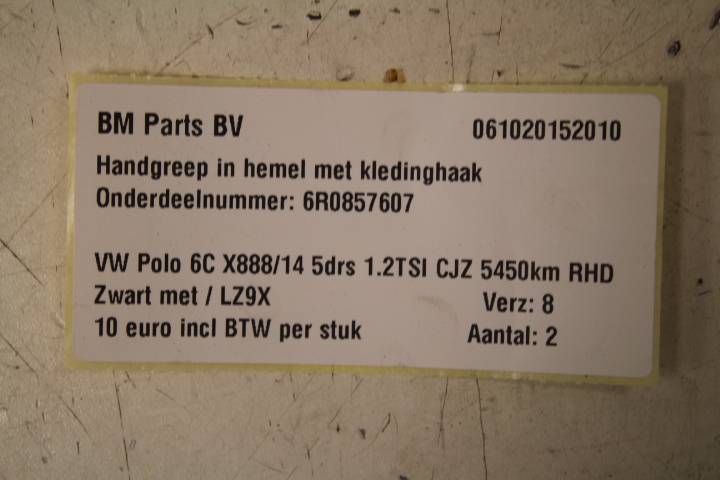 BM Parts BV 061020152010
Handgreep in hemel met kledinghaak
Onderdeelnummer: 6R0857607
VW Polo 6C X888/14 5drs 1.2TSI CJZ 5450km RHD
Zwart met / LZ9X Verz: 8
10 euro incl BTW per stuk Aantal: 2